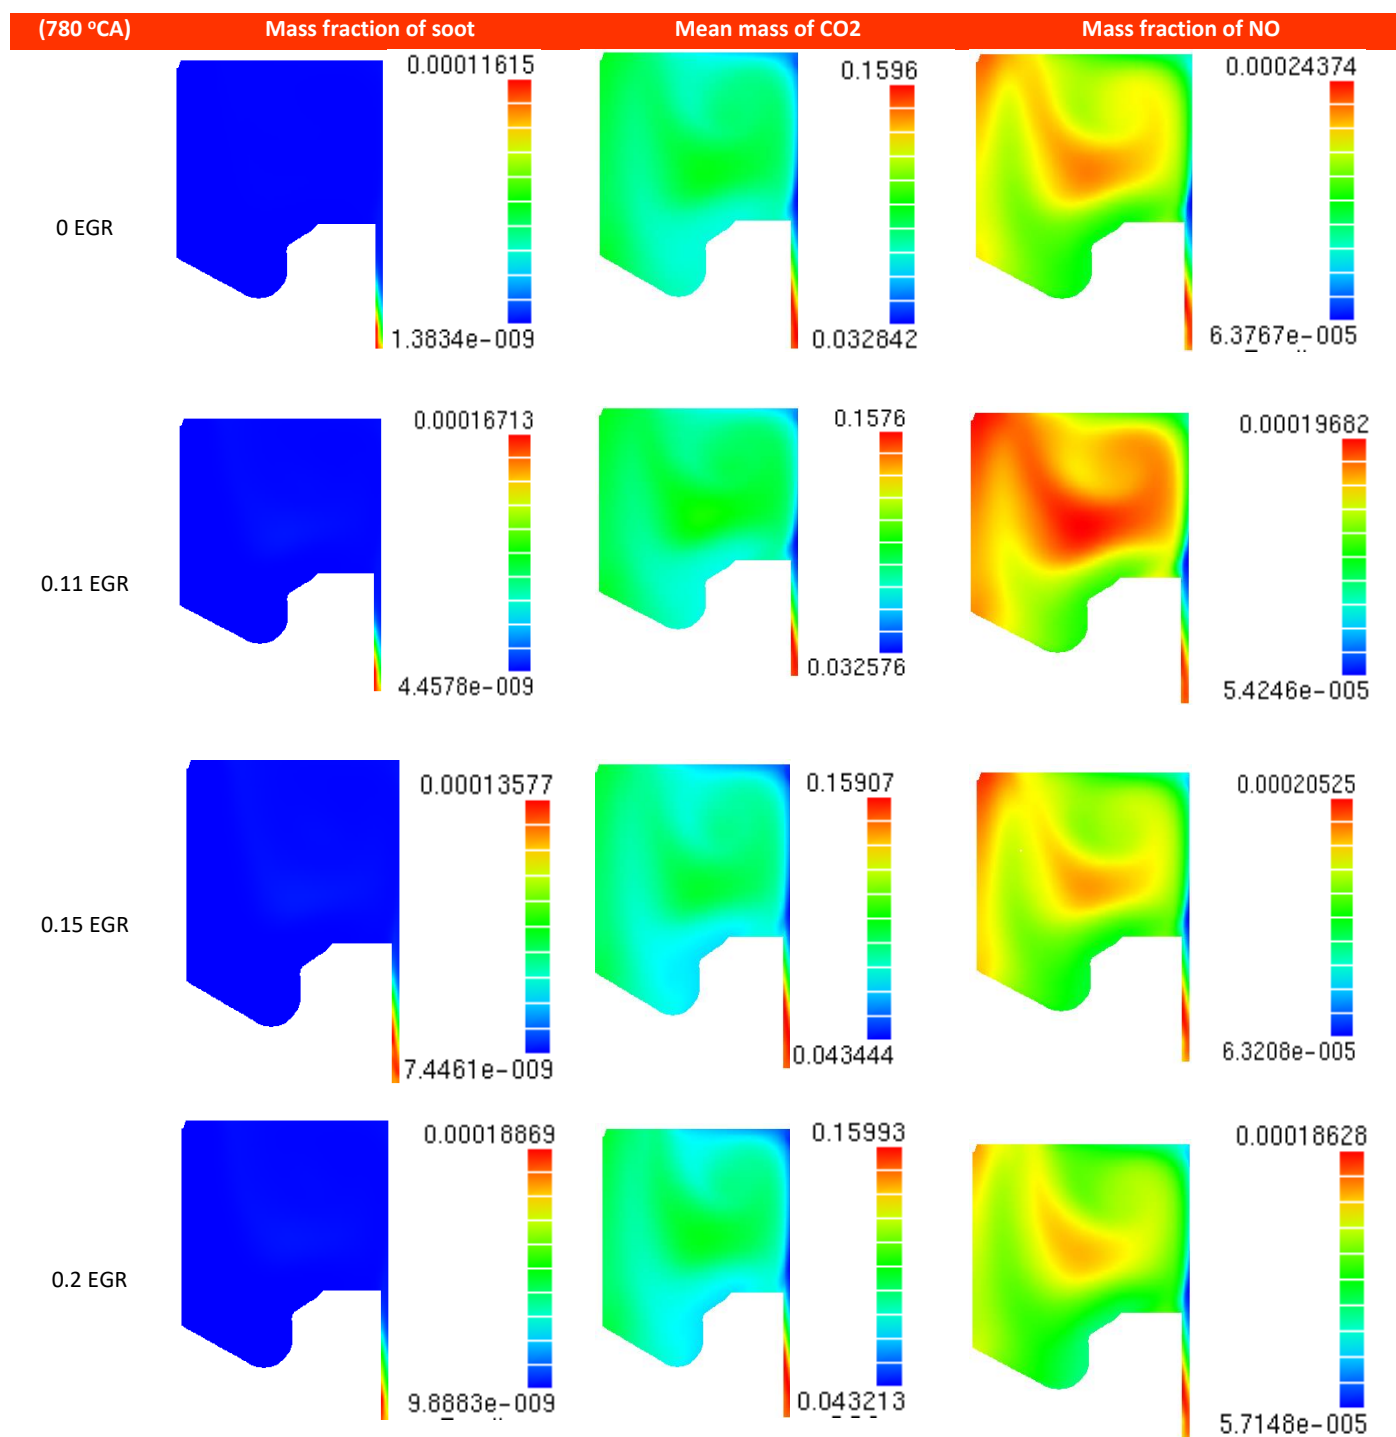 (780 °CA) Mass fraction of soot Mean mass of CO2 Mass fraction of NO
0.00011615 0.1596 0.00024374
0 EGR
1.3834e-009 0.032842 6.3767e-005
0.00016713 0.1576 0.00019682
0.11 EGR
4.4578e-009 0.032576 5.4246e-005
0.00013577 0.15907 0.00020525
0.15 EGR
7.4461e-009 0.043444 6.3208e-005
0.00018869 0.15993 0.00018628
0.2 EGR
9.8883e-009 0.043213 5.7148e-005